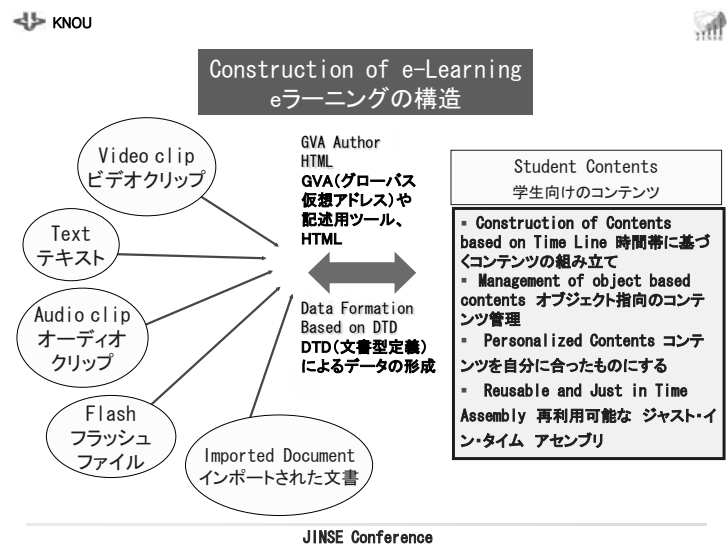 KNOU
JINSE
Construction of e-Learning
eラーニングの構造
Video clip
ビデオクリップ
Text
テキスト
Audio clip
オーディオ
クリップ
Flash
フラッシュ
ファイル
Imported Document
インポートされた文書
GVA Author
HTML
GVA(グローバス
仮想アドレス)や
記述用ツール、
HTML
Data Formation
Based on DTD
DTD(文書型定義)
によるデータの形成
Student Contents
学生向けのコンテンツ
▪ Construction of Contents
based on Time Line 時間帯に基づ
くコンテンツの組み立て
▪ Management of object based
contents オブジェクト指向のコンテ
ンツ管理
▪ Personalized Contents コンテ
ンツを自分に合ったものにする
▪ Reusable and Just in Time
Assembly 再利用可能な ジャスト・イ
ン・タイム アセンブリ
JINSE Conference